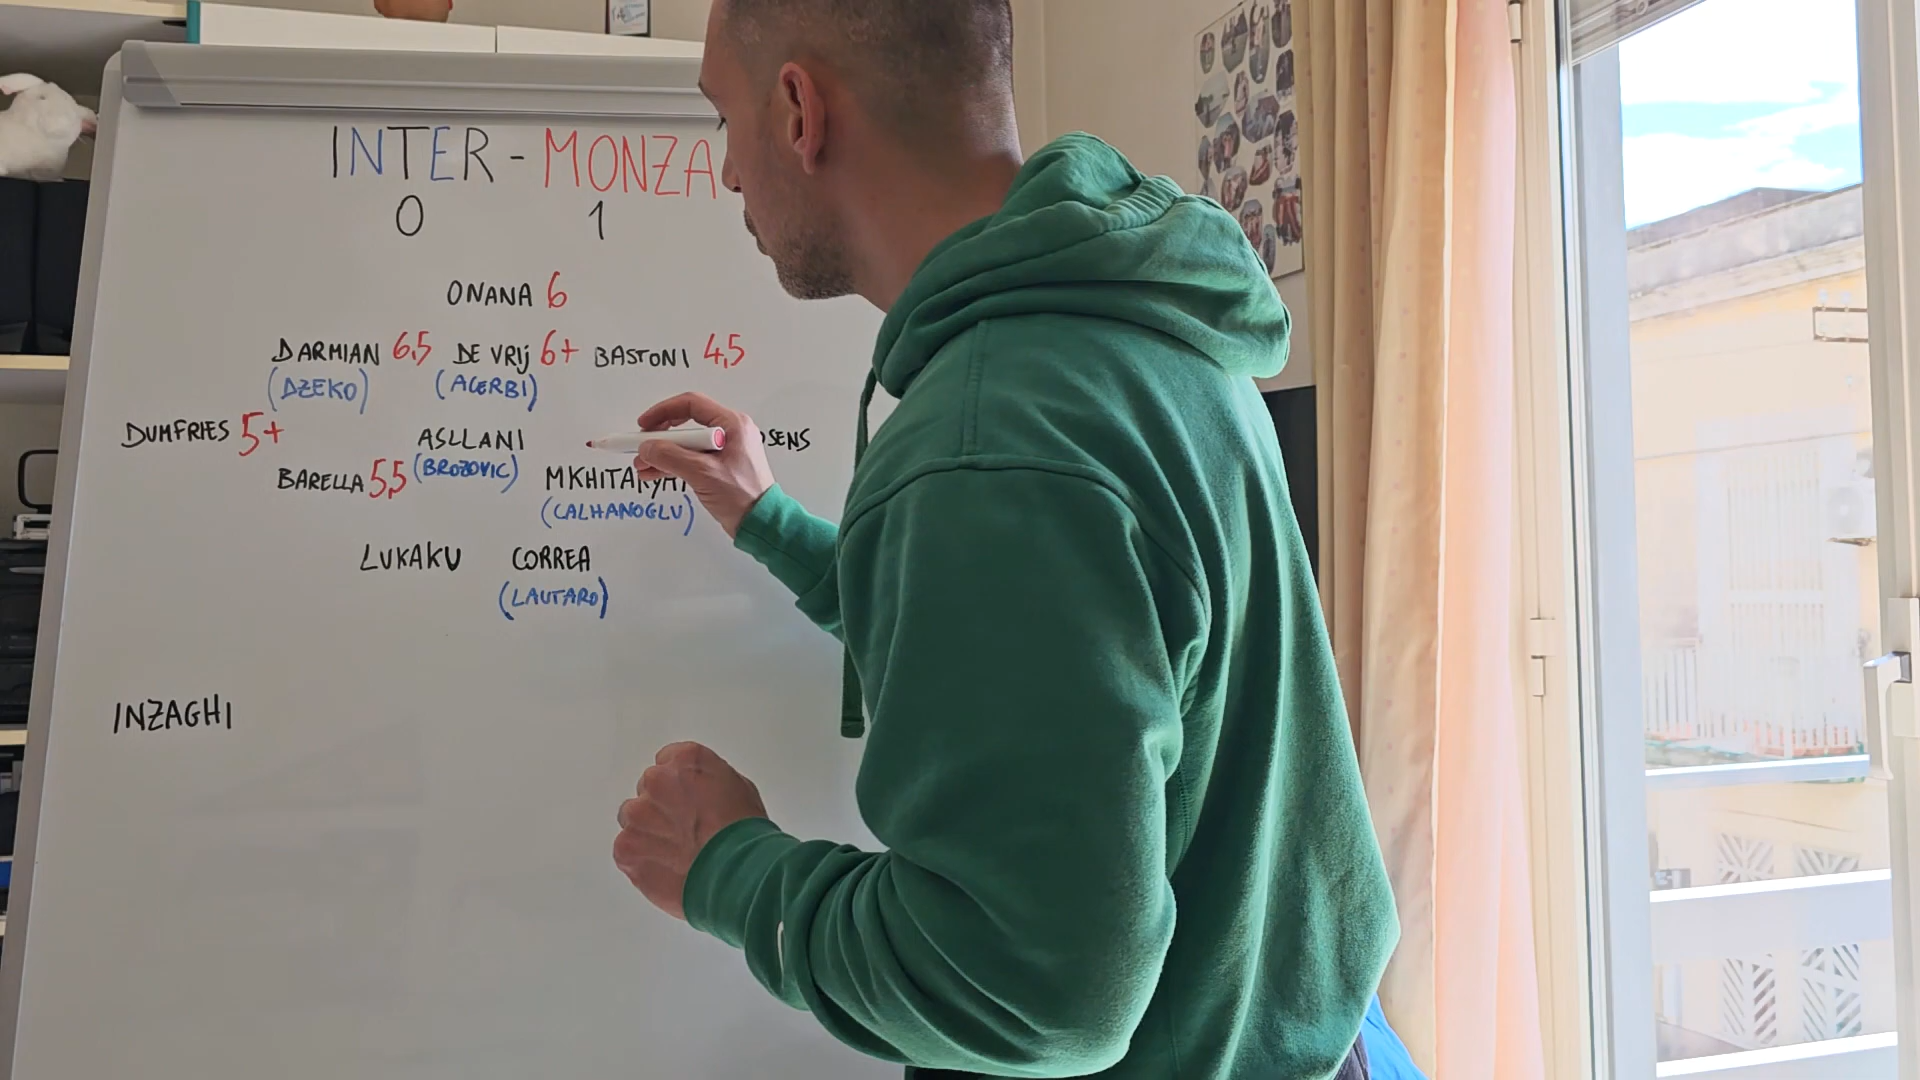 INTER - MONZA
0 1
ONANA 6
DARMIAN 6,5 DE VRIJ 6+ BASTONI 4,5
(DZEKO) (ACERBI)
DUMFRIES 5+ ASLLANI
BARELLA 5,5 (BROZOVIC) MKHITARYAN
(CALHANOGLU)
LUKAKU CORREA
(LAUTARO)
INZAGHI